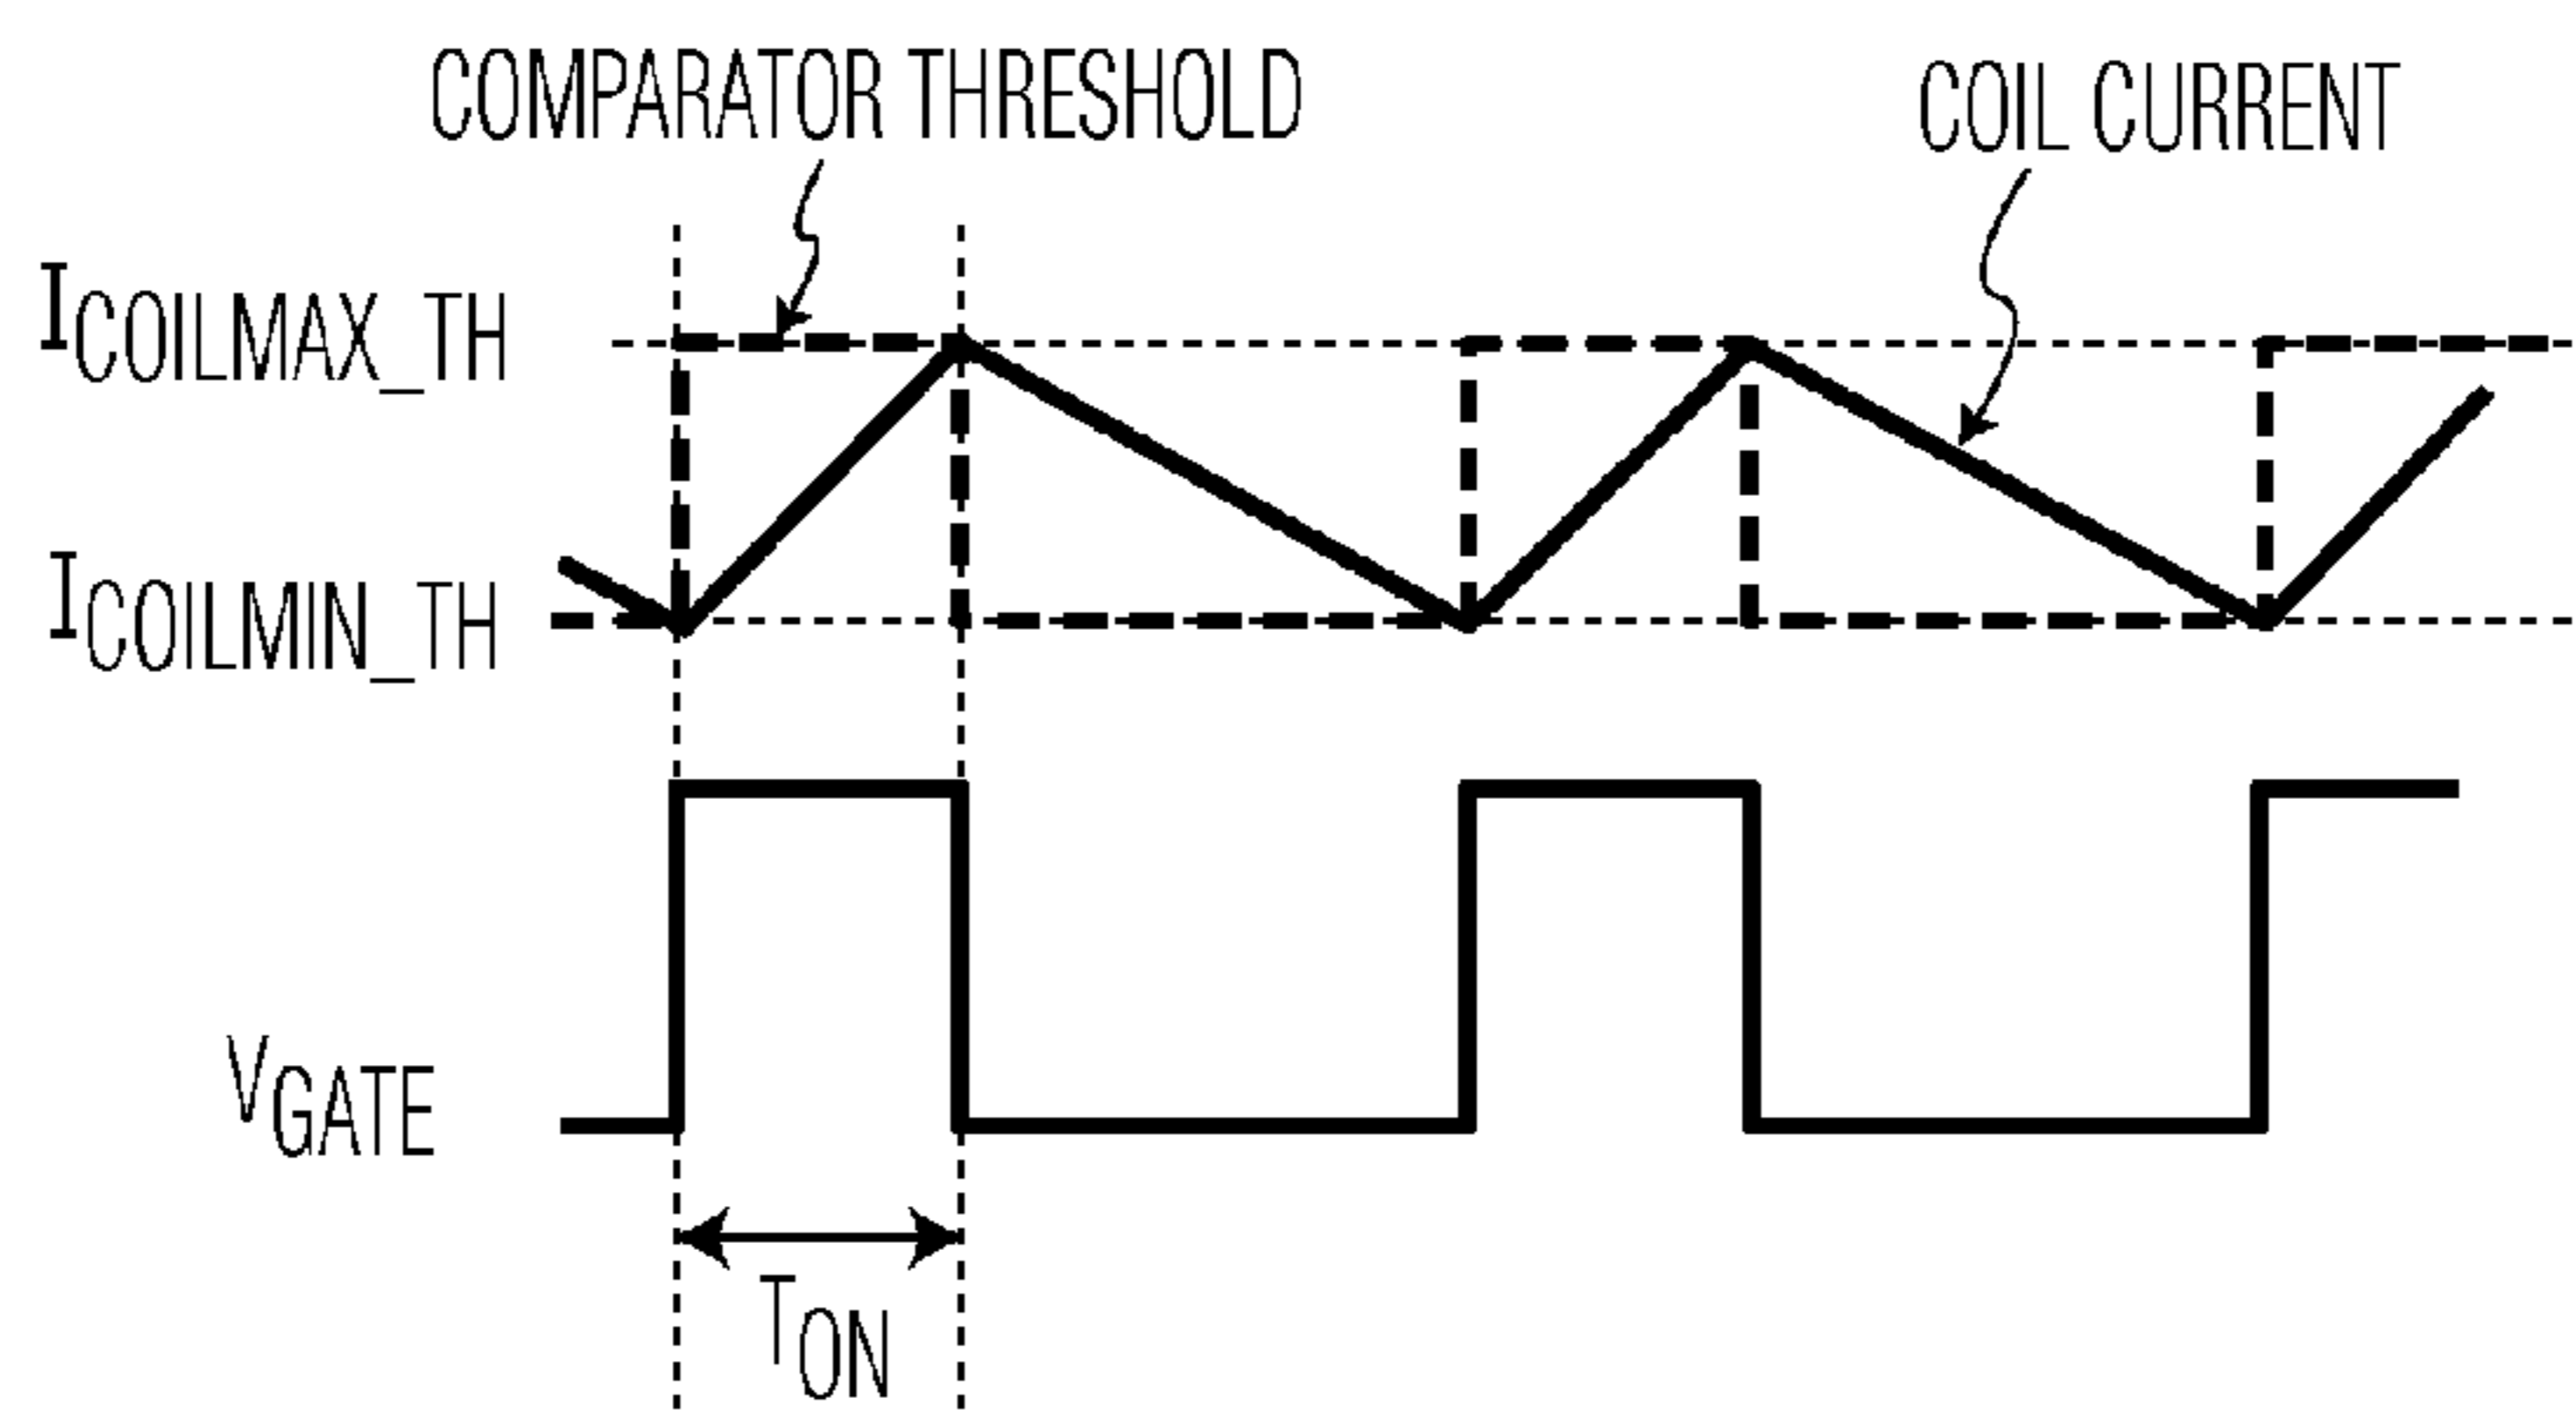 COMPARATOR THRESHOLD
COIL CURRENT
ICOILMAX_TH
ICOILMIN_TH
VGATE
TON